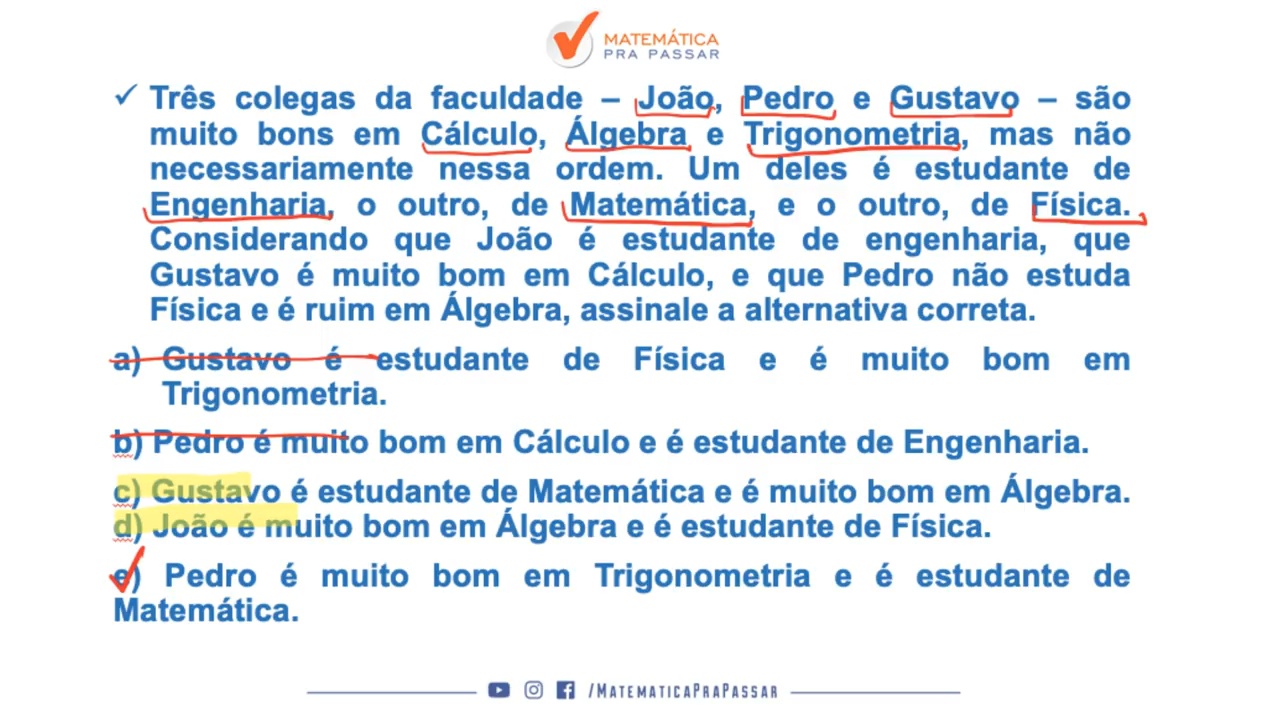 MATEMÁTICA
PRA PASSAR
✓ Três colegas da faculdade – João, Pedro e Gustavo – são
muito bons em Cálculo, Álgebra e Trigonometria, mas não
necessariamente nessa ordem. Um deles é estudante de
Engenharia, o outro, de Matemática, e o outro, de Física.
Considerando que João é estudante de engenharia, que
Gustavo é muito bom em Cálculo, e que Pedro não estuda
Física e é ruim em Álgebra, assinale a alternativa correta.
a) Gustavo é estudante de Física e é muito bom em
Trigonometria.
b) Pedro é muito bom em Cálculo e é estudante de Engenharia.
c) Gustavo é estudante de Matemática e é muito bom em Álgebra.
d) João é muito bom em Álgebra e é estudante de Física.
e) Pedro é muito bom em Trigonometria e é estudante de
Matemática.
/MATEMATICAPRAPASSAR